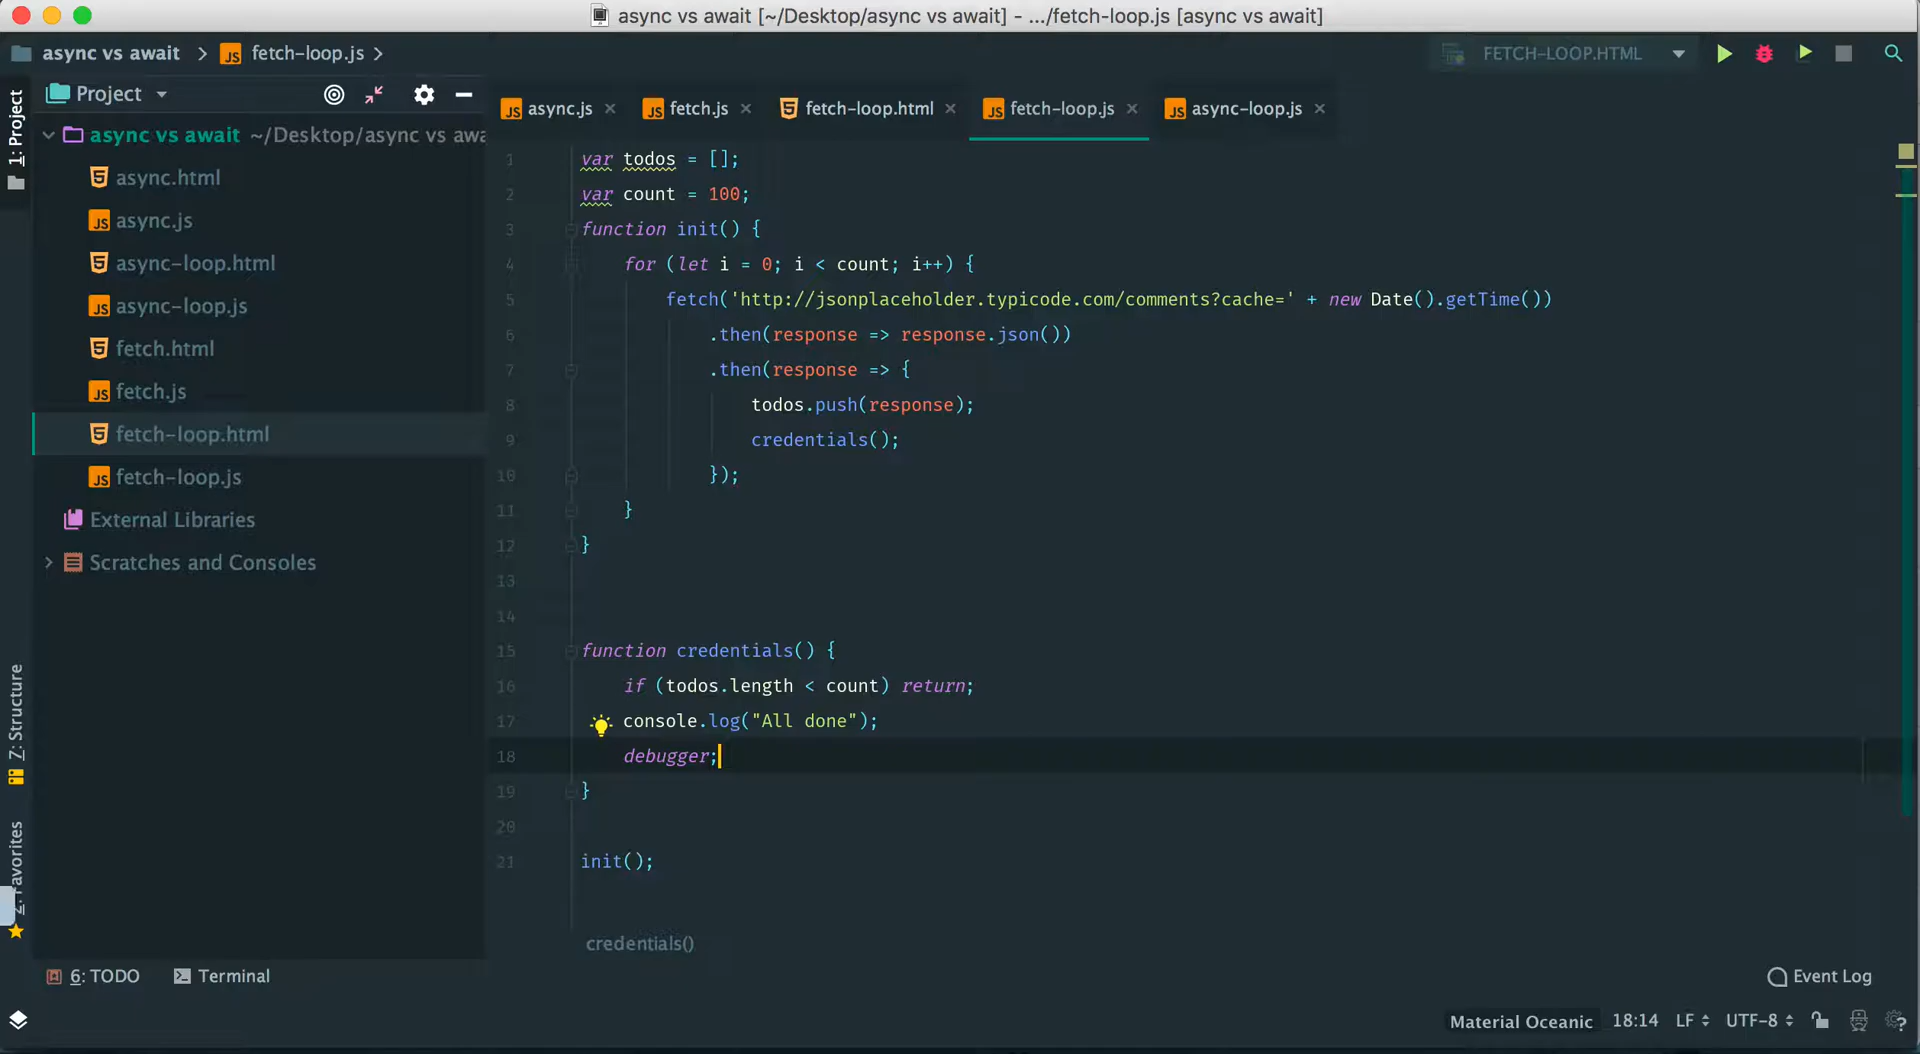 async vs await [~/Desktop/async vs await] - .../fetch-loop.js [async vs await]
async vs await > JS fetch-loop.js >
FETCH-LOOP.HTML
1: Project
Project
async.js × fetch.js × fetch-loop.html × fetch-loop.js × async-loop.js ×
async vs await ~/Desktop/async vs awa
async.html
JS async.js
async-loop.html
JS async-loop.js
fetch.html
JS fetch.js
fetch-loop.html
JS fetch-loop.js
External Libraries
Scratches and Consoles
1 var todos = [];
2 var count = 100;
3 function init() {
4 for (let i = 0; i < count; i++) {
5 fetch('http://jsonplaceholder.typicode.com/comments?cache=' + new Date().getTime())
6 .then(response => response.json())
7 .then(response => {
8 todos.push(response);
9 credentials();
10 });
11 }
12 }
13
14
15 function credentials() {
16 if (todos.length < count) return;
17 console.log("All done");
18 debugger;
19 }
20
21 init();
credentials()
Z: Structure
2: Favorites
6: TODO Terminal
Event Log
Material Oceanic 18:14 LF UTF-8